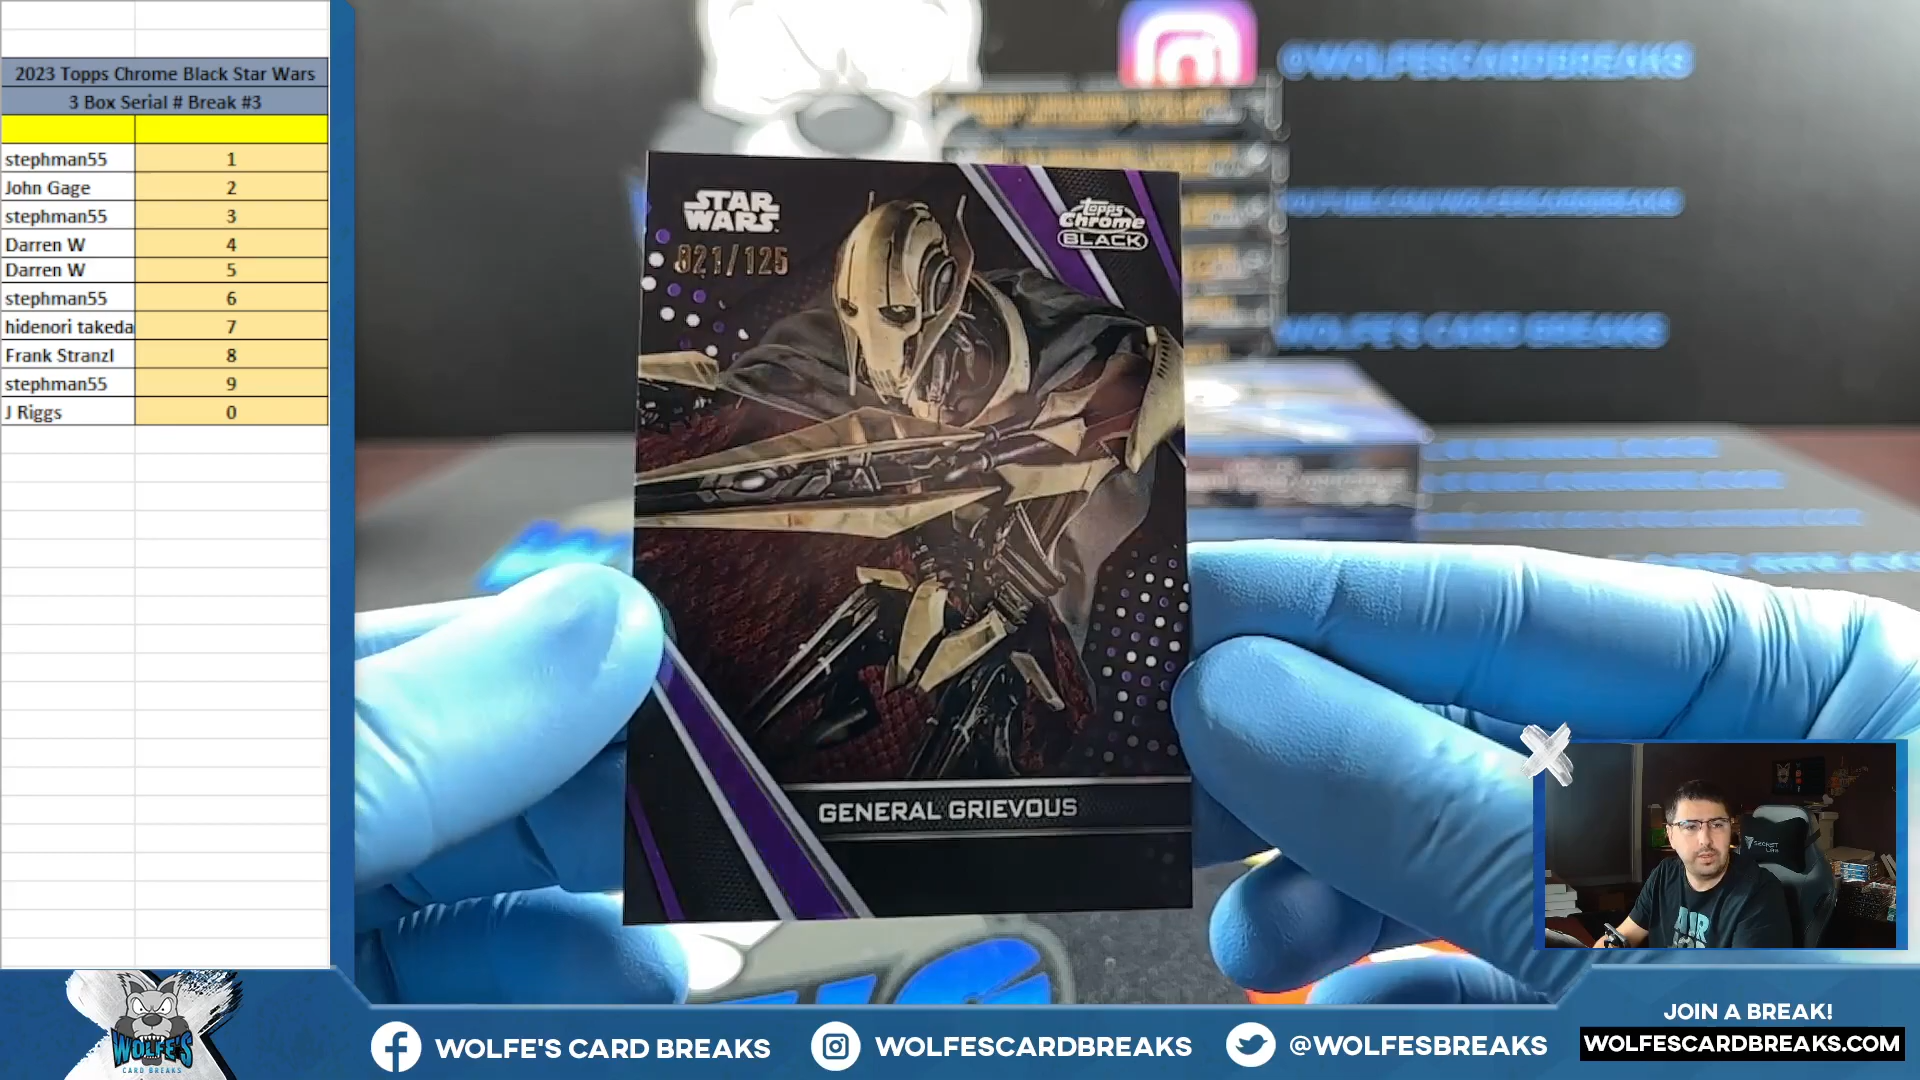 2023 Topps Chrome Black Star Wars
3 Box Serial # Break #3
stephman55 1
John Gage 2
stephman55 3
Darren W 4
Darren W 5
stephman55 6
hidenori takeda 7
Frank Stranzl 8
stephman55 9
J Riggs 0
@WOLFESCARDBREAKS
WOLFE'S CARD BREAKS
STAR
WARS
021/125
Topps
Chrome
BLACK
GENERAL GRIEVOUS
SECRET
AIR
WOLFE'S
CARD BREAKS
WOLFE'S CARD BREAKS
WOLFESCARDBREAKS
@WOLFESBREAKS
JOIN A BREAK!
WOLFESCARDBREAKS.COM